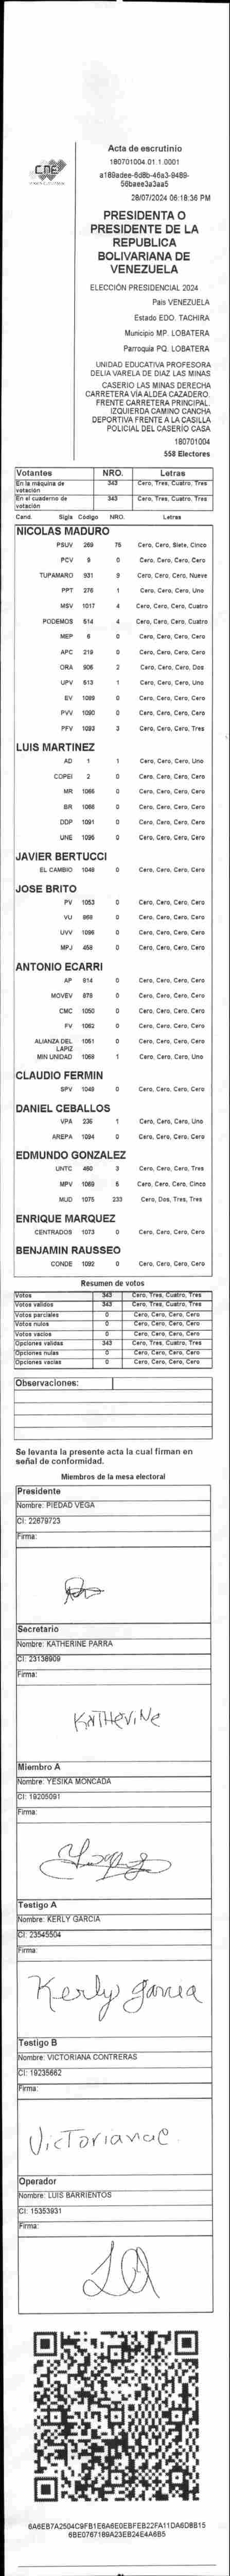 Acta de escrutinio
180701004.01.1.0001
a189adee-6d8b-46a3-9489-
56baee3a3aa5
28/07/2024 06:18:36 PM
CNE
PRESIDENTA O
PRESIDENTE DE LA
REPUBLICA
BOLIVARIANA DE
VENEZUELA
ELECCIÓN PRESIDENCIAL 2024
País VENEZUELA
Estado EDO. TACHIRA
Municipio MP. LOBATERA
Parroquia PQ. LOBATERA
UNIDAD EDUCATIVA PROFESORA
DELIA VARELA DE DIAZ LAS MINAS
CASERIO LAS MINAS DERECHA
CARRETERA VIA ALDEA CAZADERO.
FRENTE CARRETERA PRINCIPAL.
IZQUIERDA CAMINO CANCHA
DEPORTIVA FRENTE A LA CASILLA
POLICIAL DEL CASERÍO CASA
180701004
558 Electores
Votantes NRO. Letras
En la máquina de votación 343 Cero, Tres, Cuatro, Tres
En el cuaderno de votación 343 Cero, Tres, Cuatro, Tres
Cand. Sigla Código NRO. Letras
NICOLAS MADURO
PSUV 269 75 Cero, Cero, Siete, Cinco
PCV 9 0 Cero, Cero, Cero, Cero
TUPAMARO 931 9 Cero, Cero, Cero, Nueve
PPT 276 1 Cero, Cero, Cero, Uno
MSV 1017 4 Cero, Cero, Cero, Cuatro
PODEMOS 514 4 Cero, Cero, Cero, Cuatro
MEP 6 0 Cero, Cero, Cero, Cero
APC 219 0 Cero, Cero, Cero, Cero
ORA 906 2 Cero, Cero, Cero, Dos
UPV 513 1 Cero, Cero, Cero, Uno
EV 1089 0 Cero, Cero, Cero, Cero
PVV 1090 0 Cero, Cero, Cero, Cero
PFV 1093 3 Cero, Cero, Cero, Tres
LUIS MARTINEZ
AD 1 1 Cero, Cero, Cero, Uno
COPEI 2 0 Cero, Cero, Cero, Cero
MR 1066 0 Cero, Cero, Cero, Cero
BR 1068 0 Cero, Cero, Cero, Cero
DDP 1091 0 Cero, Cero, Cero, Cero
UNE 1095 0 Cero, Cero, Cero, Cero
JAVIER BERTUCCI
EL CAMBIO 1048 0 Cero, Cero, Cero, Cero
JOSE BRITO
PV 1053 0 Cero, Cero, Cero, Cero
VU 868 0 Cero, Cero, Cero, Cero
UVV 1096 0 Cero, Cero, Cero, Cero
MPJ 458 0 Cero, Cero, Cero, Cero
ANTONIO ECARRI
AP 814 0 Cero, Cero, Cero, Cero
MOVEV 878 0 Cero, Cero, Cero, Cero
CMC 1050 0 Cero, Cero, Cero, Cero
FV 1062 0 Cero, Cero, Cero, Cero
ALIANZA DEL LAPIZ 1051 0 Cero, Cero, Cero, Cero
MIN UNIDAD 1068 1 Cero, Cero, Cero, Uno
CLAUDIO FERMIN
SPV 1049 0 Cero, Cero, Cero, Cero
DANIEL CEBALLOS
VPA 236 1 Cero, Cero, Cero, Uno
AREPA 1094 0 Cero, Cero, Cero, Cero
EDMUNDO GONZALEZ
UNTC 460 3 Cero, Cero, Cero, Tres
MPV 1069 5 Cero, Cero, Cero, Cinco
MUD 1075 233 Cero, Dos, Tres, Tres
ENRIQUE MARQUEZ
CENTRADOS 1073 0 Cero, Cero, Cero, Cero
BENJAMIN RAUSSEO
CONDE 1092 0 Cero, Cero, Cero, Cero
Resumen de votos
Votos 343 Cero, Tres, Cuatro, Tres
Votos validos 343 Cero, Tres, Cuatro, Tres
Votos parciales 0 Cero, Cero, Cero, Cero
Votos nulos 0 Cero, Cero, Cero, Cero
Votos vacios 0 Cero, Cero, Cero, Cero
Opciones validas 343 Cero, Tres, Cuatro, Tres
Opciones nulas 0 Cero, Cero, Cero, Cero
Opciones vacias 0 Cero, Cero, Cero, Cero
Observaciones:
Se levanta la presente acta la cual firman en
señal de conformidad.
Miembros de la mesa electoral
Presidente
Nombre: PIEDAD VEGA
CI: 22679723
Firma:
Secretario
Nombre: KATHERINE PARRA
CI: 23138909
Firma:
KATHeriNe
Miembro A
Nombre: YESIKA MONCADA
CI: 19205091
Firma:
Testigo A
Nombre: KERLY GARCIA
CI: 23545504
Firma:
Kerly Garcia
Testigo B
Nombre: VICTORIANA CONTRERAS
CI: 19235662
Firma:
Victoriana C
Operador
Nombre: LUIS BARRIENTOS
CI: 15353931
Firma:
6A6EB7A2504C9FB1E6A6E0EBFEB22FA11DA6D8B15
6BE0767189A23EB24E4A6B5